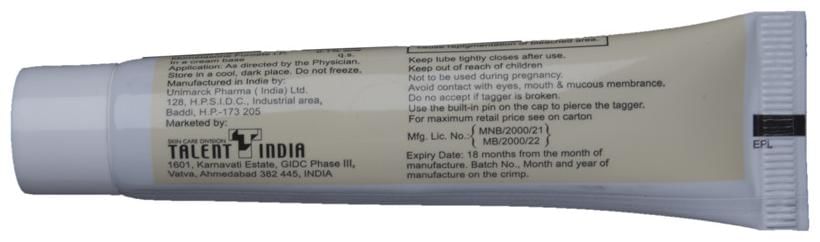 In a cream base q.s.
Application: As directed by the Physician.
Store in a cool, dark place. Do not freeze.
Manufactured in India by:
Unimarck Pharma ( India) Ltd.
128, H.P.S.I.D.C., Industrial area,
Baddi, H.P.-173 205
Marketed by:
SKIN CARE DIVISION
TALENT INDIA
1601, Karnavati Estate, GIDC Phase III,
Vatva, Ahmedabad 382 445, INDIA
Cause repigmentation of bleached area.
Keep tube tightly closes after use.
Keep out of reach of children
Not to be used during pregnancy.
Avoid contact with eyes, mouth & mucous membrance.
Do no accept if tagger is broken.
Use the built-in pin on the cap to pierce the tagger.
For maximum retail price see on carton
Mfg. Lic. No.: { MNB/2000/21 }
{ MB/2000/22 }
Expiry Date: 18 months from the month of
manufacture. Batch No., Month and year of
manufacture on the crimp.
EPL